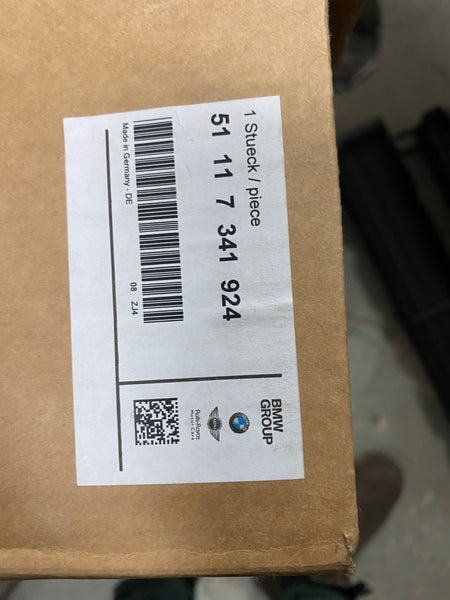 1 Stueck / piece
51 11 7 341 924
Made in Germany - DE
08 ZJ4
BMW
GROUP
Rolls-Royce
Motor Cars